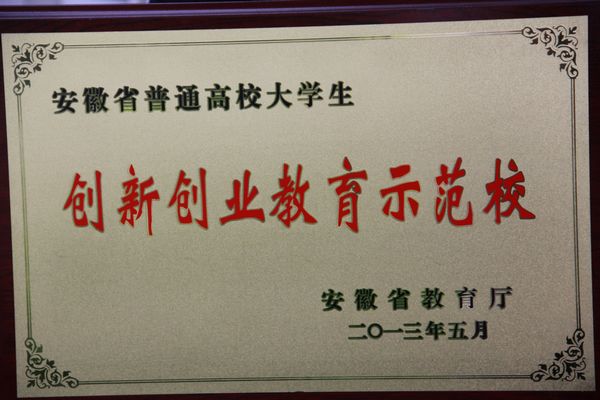 安徽省普通高校大学生
创新创业教育示范校
安徽省教育厅
二〇一三年五月